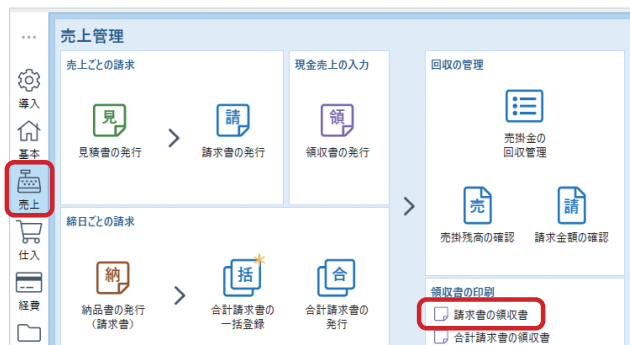 …
導入
基本
売上
仕入
経費
売上管理
売上ごとの請求
見
見積書の発行
請
請求書の発行
現金売上の入力
領
領収書の発行
締日ごとの請求
納
納品書の発行
(請求書)
括
合計請求書の
一括登録
合
合計請求書の
発行
回収の管理
売掛金の
回収管理
売
売掛残高の確認
請
請求金額の確認
領収書の印刷
請求書の領収書
合計請求書の領収書